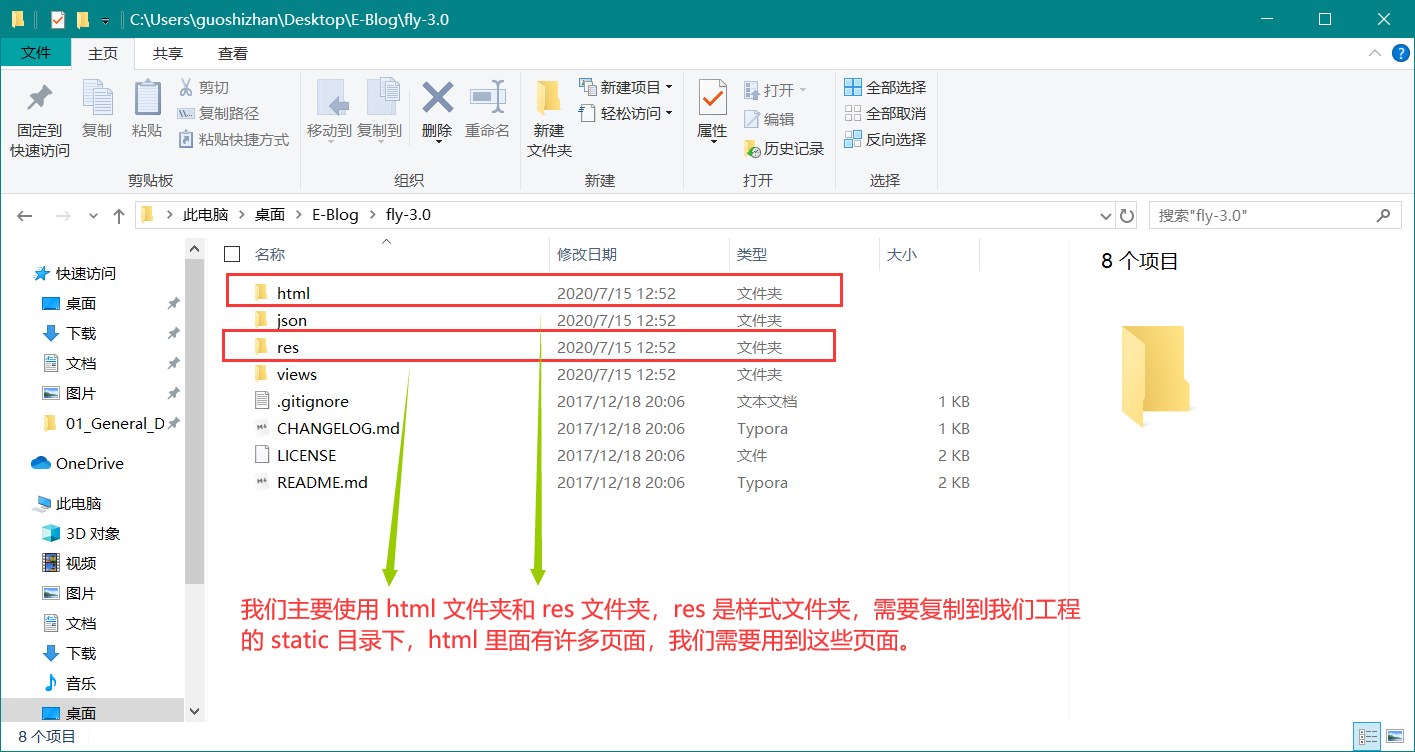 C:\Users\guoshizhan\Desktop\E-Blog\fly-3.0
文件 主页 共享 查看
固定到
快速访问
复制
粘贴
剪切
复制路径
粘贴快捷方式
剪贴板
移动到 复制到 删除 重命名
组织
新建
文件夹
新建项目
轻松访问
新建
属性
打开
编辑
历史记录
打开
全部选择
全部取消
反向选择
选择
此电脑 桌面 E-Blog fly-3.0
搜索"fly-3.0"
快速访问
桌面
下载
文档
图片
01_General_D
OneDrive
此电脑
3D 对象
视频
图片
文档
下载
音乐
桌面
名称 修改日期 类型 大小
html 2020/7/15 12:52 文件夹
json 2020/7/15 12:52 文件夹
res 2020/7/15 12:52 文件夹
views 2020/7/15 12:52 文件夹
.gitignore 2017/12/18 20:06 文本文档 1 KB
CHANGELOG.md 2017/12/18 20:06 Typora 1 KB
LICENSE 2017/12/18 20:06 文件 2 KB
README.md 2017/12/18 20:06 Typora 2 KB
我们主要使用 html 文件夹和 res 文件夹，res 是样式文件夹，需要复制到我们工程
的 static 目录下，html 里面有许多页面，我们需要用到这些页面。
8 个项目
8 个项目